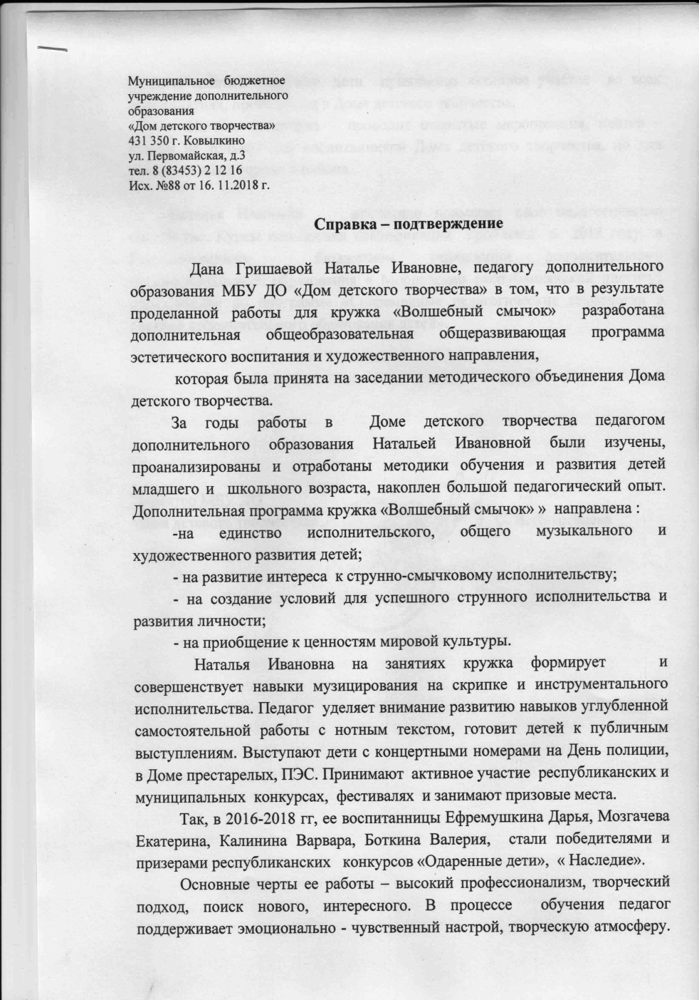 Муниципальное бюджетное
учреждение дополнительного
образования
«Дом детского творчества»
431 350 г. Ковылкино
ул. Первомайская, д.3
тел. 8 (83453) 2 12 16
Исх. №88 от 16. 11.2018 г.
Справка – подтверждение
Дана Гришаевой Наталье Ивановне, педагогу дополнительного
образования МБУ ДО «Дом детского творчества» в том, что в результате
проделанной работы для кружка «Волшебный смычок» разработана
дополнительная общеобразовательная общеразвивающая программа
эстетического воспитания и художественного направления,
которая была принята на заседании методического объединения Дома
детского творчества.
За годы работы в Доме детского творчества педагогом
дополнительного образования Натальей Ивановной были изучены,
проанализированы и отработаны методики обучения и развития детей
младшего и школьного возраста, накоплен большой педагогический опыт.
Дополнительная программа кружка «Волшебный смычок» » направлена :
-на единство исполнительского, общего музыкального и
художественного развития детей;
- на развитие интереса к струнно-смычковому исполнительству;
- на создание условий для успешного струнного исполнительства и
развития личности;
- на приобщение к ценностям мировой культуры.
Наталья Ивановна на занятиях кружка формирует и
совершенствует навыки музицирования на скрипке и инструментального
исполнительства. Педагог уделяет внимание развитию навыков углубленной
самостоятельной работы с нотным текстом, готовит детей к публичным
выступлениям. Выступают дети с концертными номерами на День полиции,
в Доме престарелых, ПЭС. Принимают активное участие республиканских и
муниципальных конкурсах, фестивалях и занимают призовые места.
Так, в 2016-2018 гг, ее воспитанницы Ефремушкина Дарья, Мозгачева
Екатерина, Калинина Варвара, Боткина Валерия, стали победителями и
призерами республиканских конкурсов «Одаренные дети», « Наследие».
Основные черты ее работы – высокий профессионализм, творческий
подход, поиск нового, интересного. В процессе обучения педагог
поддерживает эмоционально - чувственный настрой, творческую атмосферу.